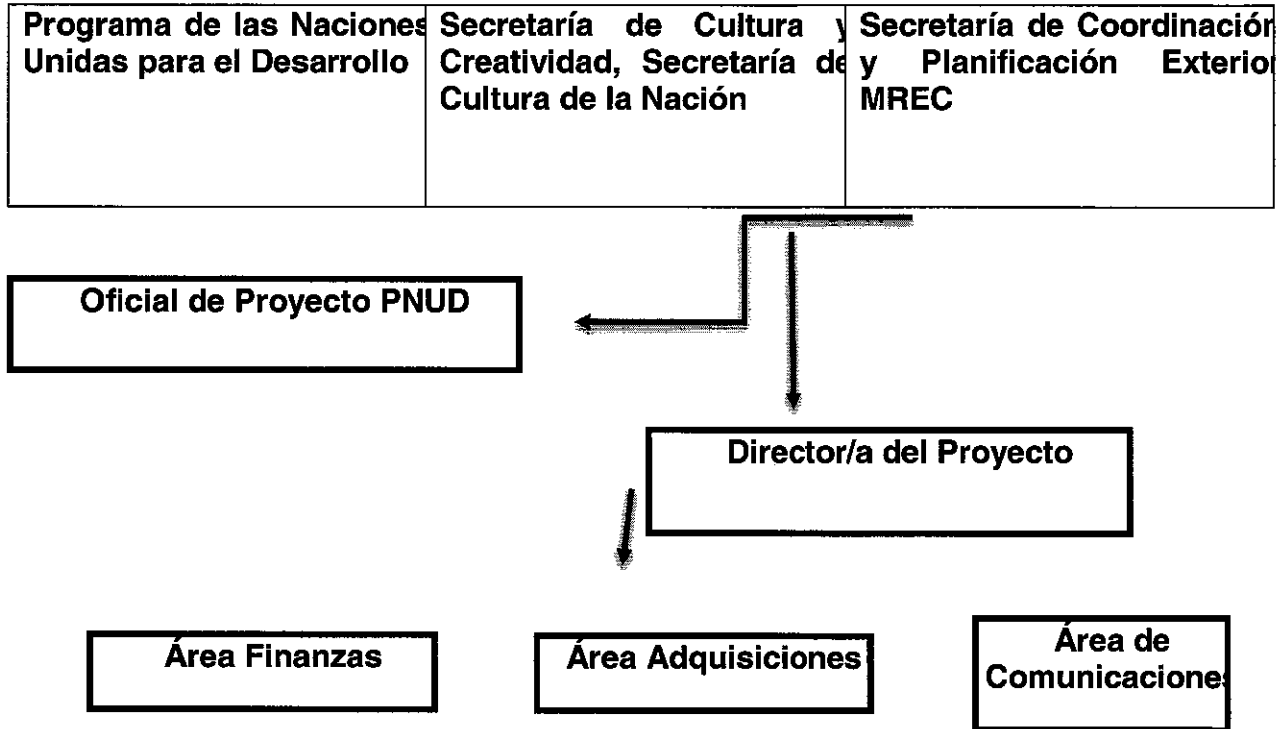 Programa de las Naciones
Unidas para el Desarrollo
Secretaría de Cultura y
Creatividad, Secretaría de
Cultura de la Nación
Secretaría de Coordinación
y Planificación Exterior
MREC
Oficial de Proyecto PNUD
Director/a del Proyecto
Área Finanzas
Área Adquisiciones
Área de
Comunicaciones